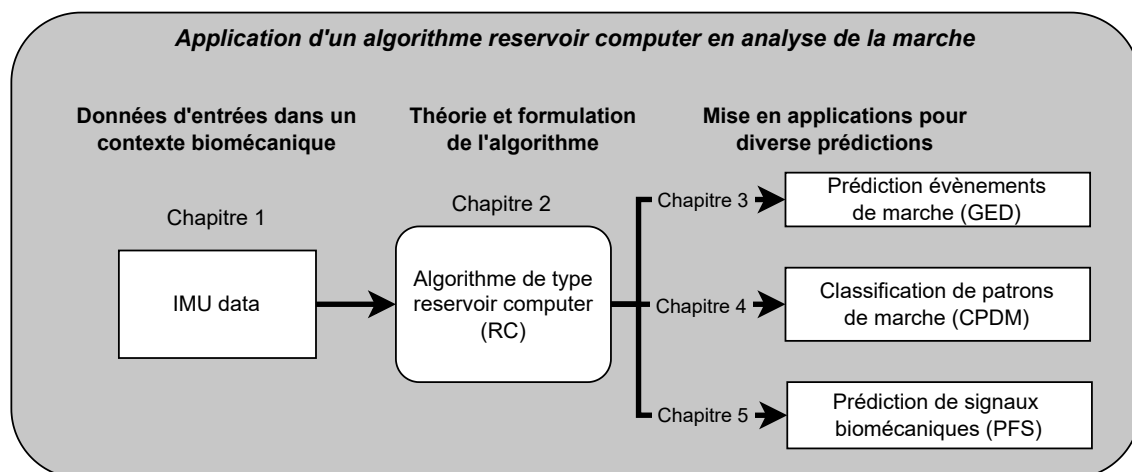 Application d'un algorithme reservoir computer en analyse de la marche
Données d'entrées dans un
contexte biomécanique
Théorie et formulation
de l'algorithme
Mise en applications pour
diverse prédictions
Chapitre 1
IMU data
Chapitre 2
Algorithme de type
reservoir computer
(RC)
Chapitre 3
Prédiction évènements
de marche (GED)
Chapitre 4
Classification de patrons
de marche (CPDM)
Chapitre 5
Prédiction de signaux
biomécaniques (PFS)